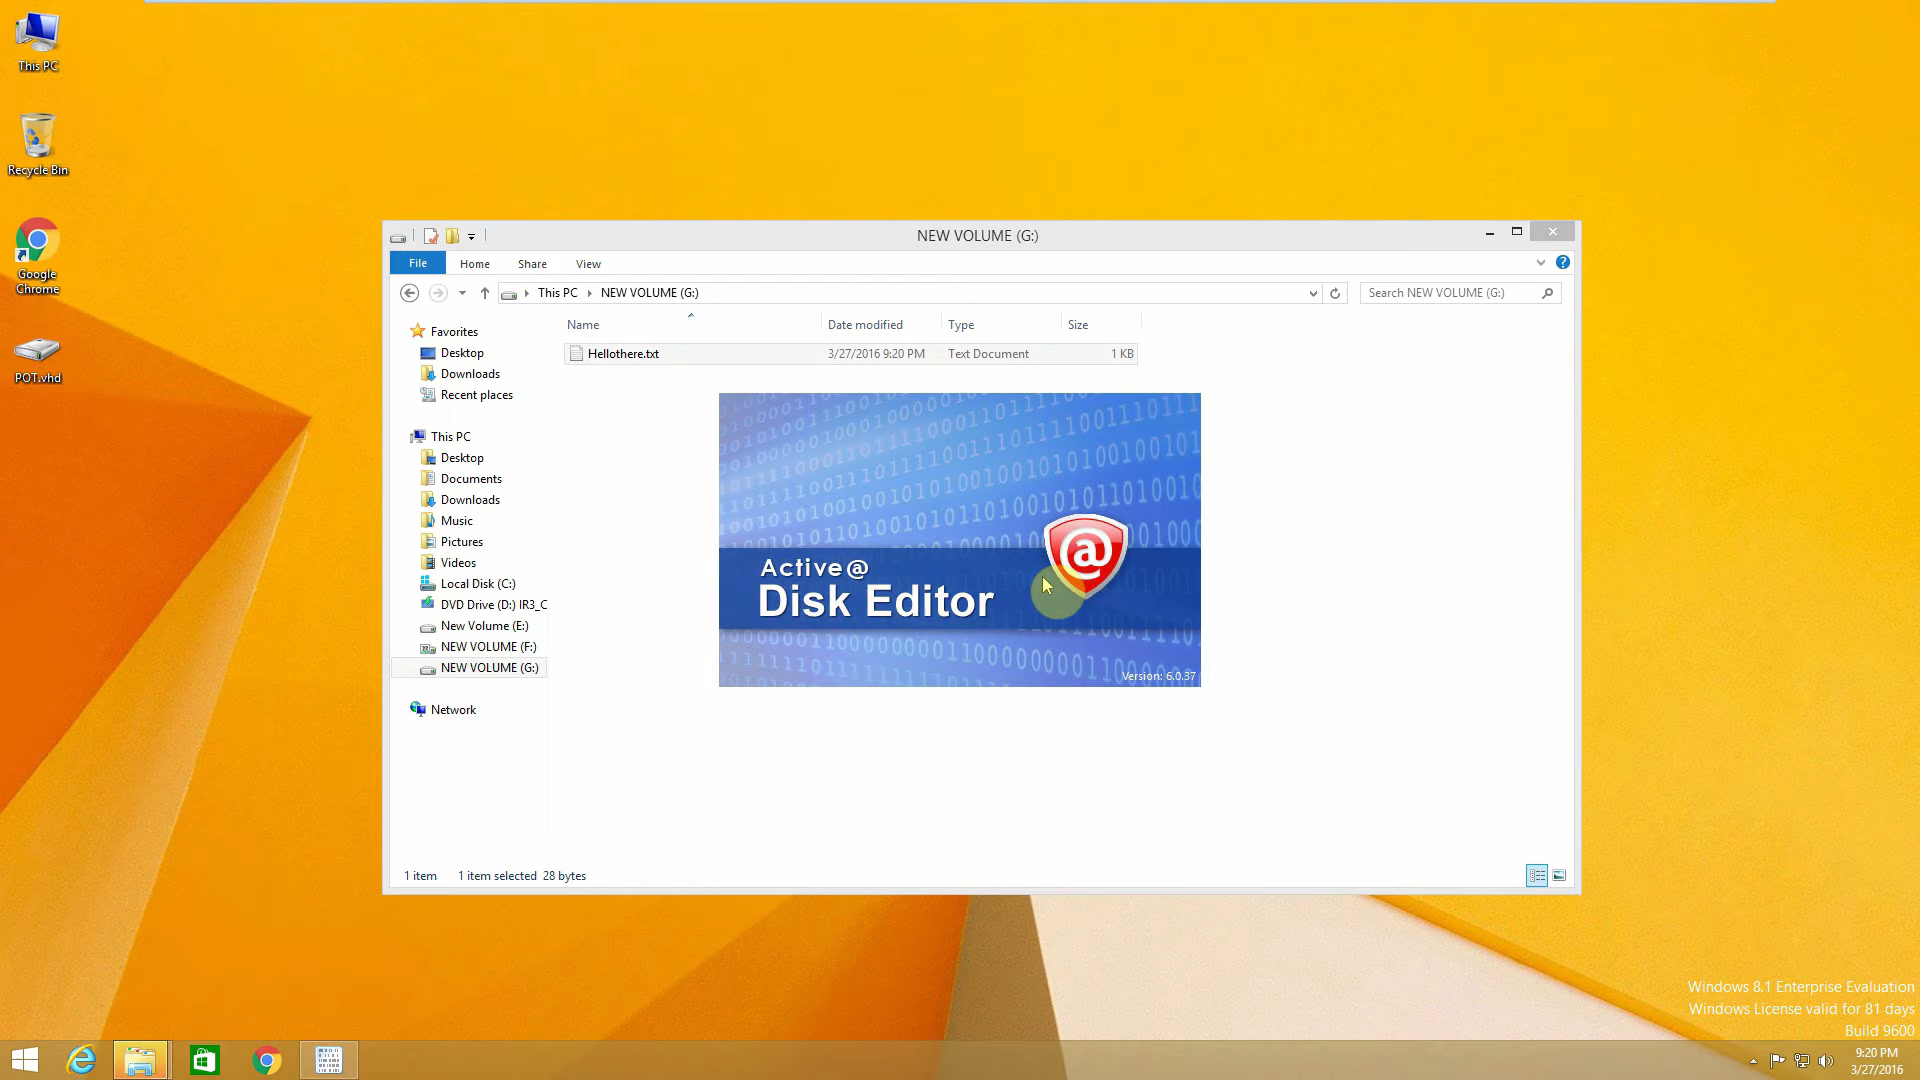 This PC
Recycle Bin
Google
Chrome
POT.vhd
NEW VOLUME (G:)
File Home Share View
This PC NEW VOLUME (G:)
Search NEW VOLUME (G:)
Name Date modified Type Size
Hellothere.txt 3/27/2016 9:20 PM Text Document 1 KB
Favorites
Desktop
Downloads
Recent places
This PC
Desktop
Documents
Downloads
Music
Pictures
Videos
Local Disk (C:)
DVD Drive (D:) IR3_C
New Volume (E:)
NEW VOLUME (F:)
NEW VOLUME (G:)
Network
Active@
Disk Editor
Version: 6.0.37
1 item 1 item selected 28 bytes
Windows 8.1 Enterprise Evaluation
Windows License valid for 81 days
Build 9600
9:20 PM
3/27/2016